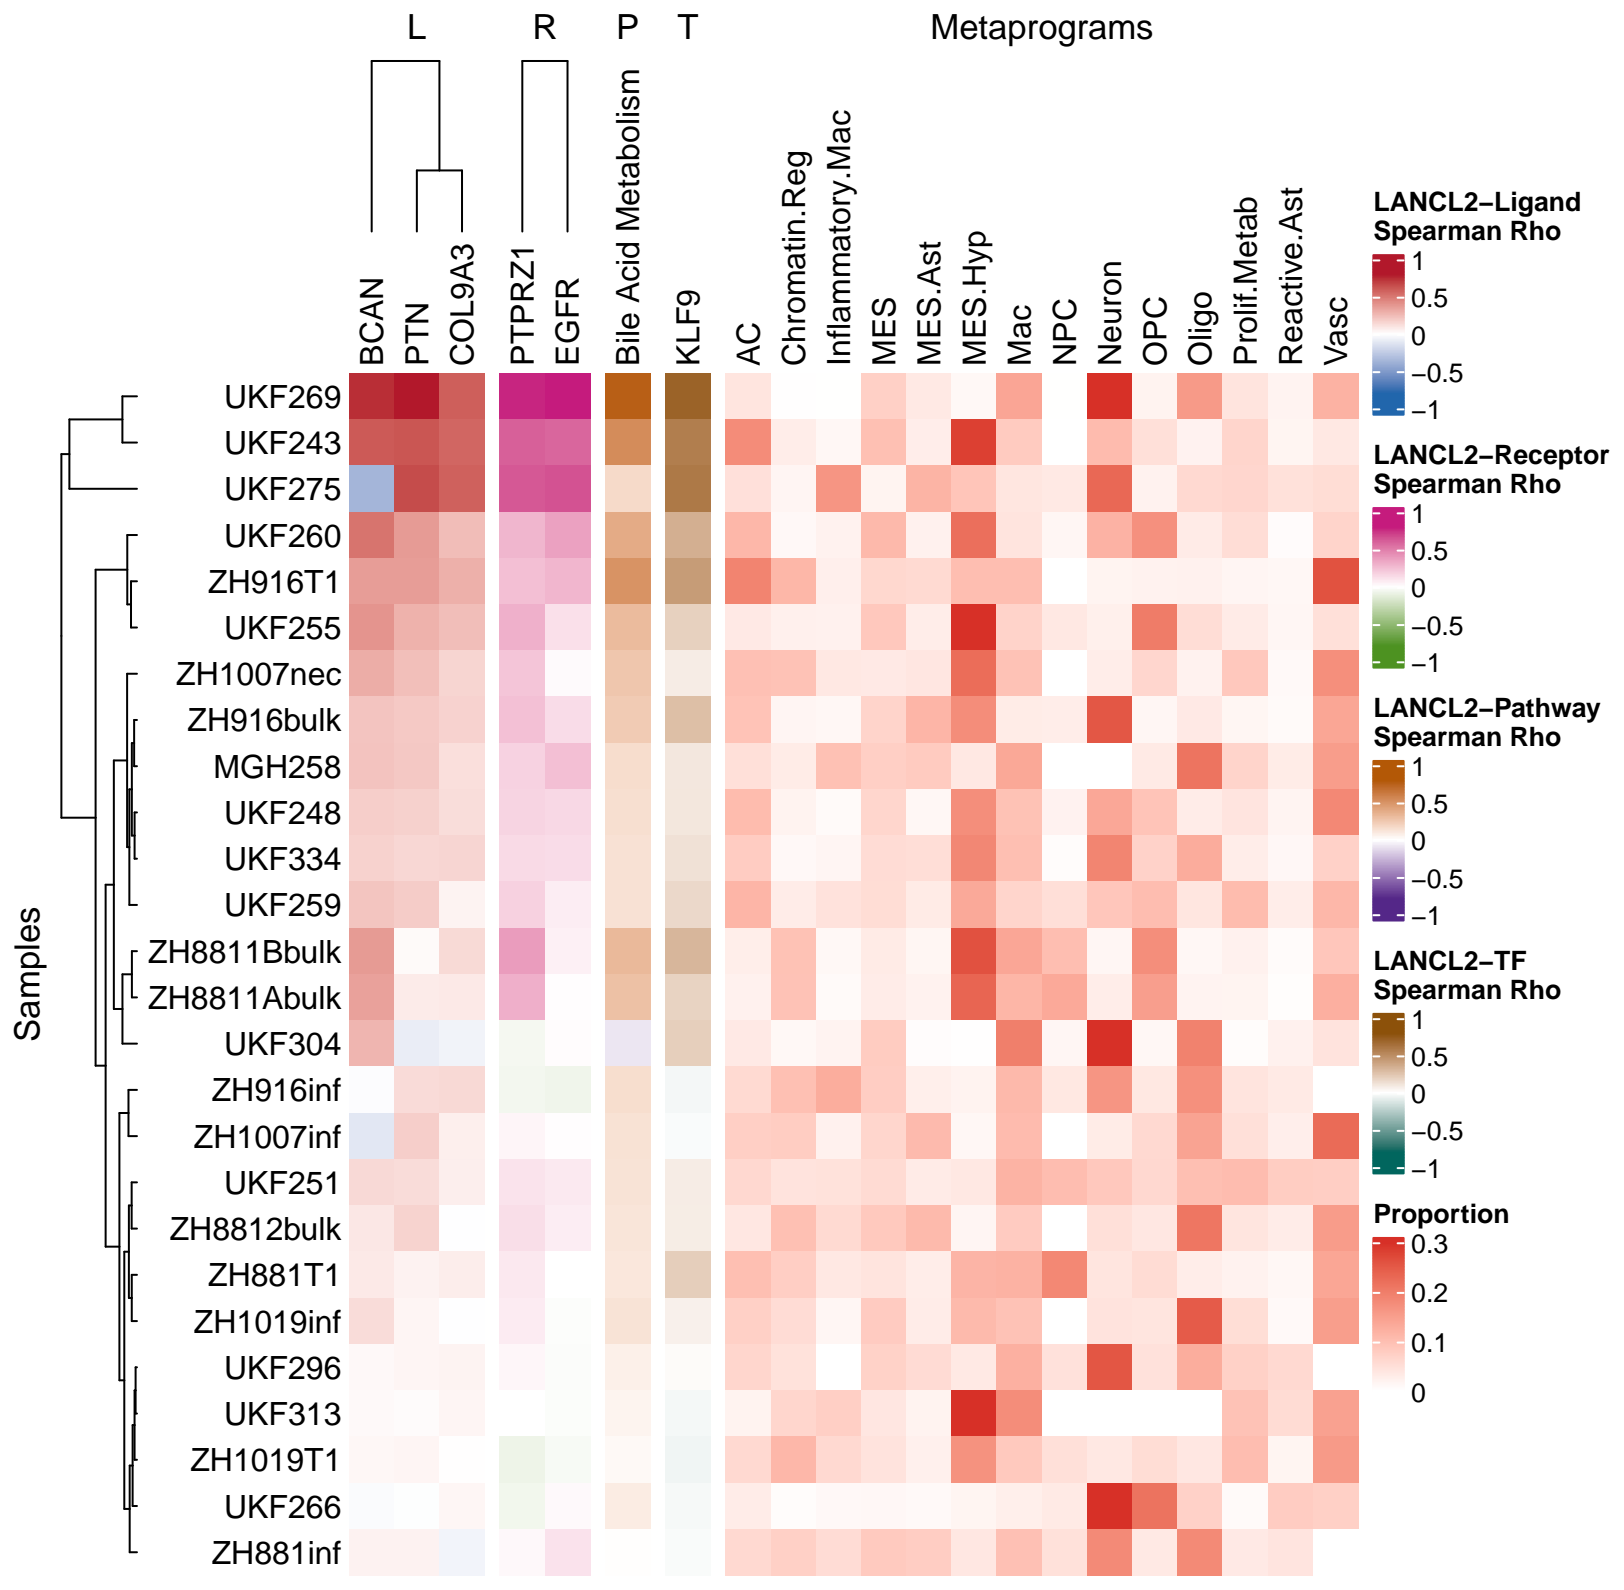 L R P T Metaprograms
BCAN
PTN
COL9A3
PTPRZ1
EGFR
Bile Acid Metabolism
KLF9
AC
Chromatin.Reg
Inflammatory.Mac
MES
MES.Ast
MES.Hyp
Mac
NPC
Neuron
OPC
Oligo
Prolif.Metab
Reactive.Ast
Vasc
Samples
UKF269
UKF243
UKF275
UKF260
ZH916T1
UKF255
ZH1007nec
ZH916bulk
MGH258
UKF248
UKF334
UKF259
ZH8811Bbulk
ZH8811Abulk
UKF304
ZH916inf
ZH1007inf
UKF251
ZH8812bulk
ZH881T1
ZH1019inf
UKF296
UKF313
ZH1019T1
UKF266
ZH881inf
LANCL2−Ligand
Spearman Rho
1
0.5
0
−0.5
−1
LANCL2−Receptor
Spearman Rho
1
0.5
0
−0.5
−1
LANCL2−Pathway
Spearman Rho
1
0.5
0
−0.5
−1
LANCL2−TF
Spearman Rho
1
0.5
0
−0.5
−1
Proportion
0.3
0.2
0.1
0